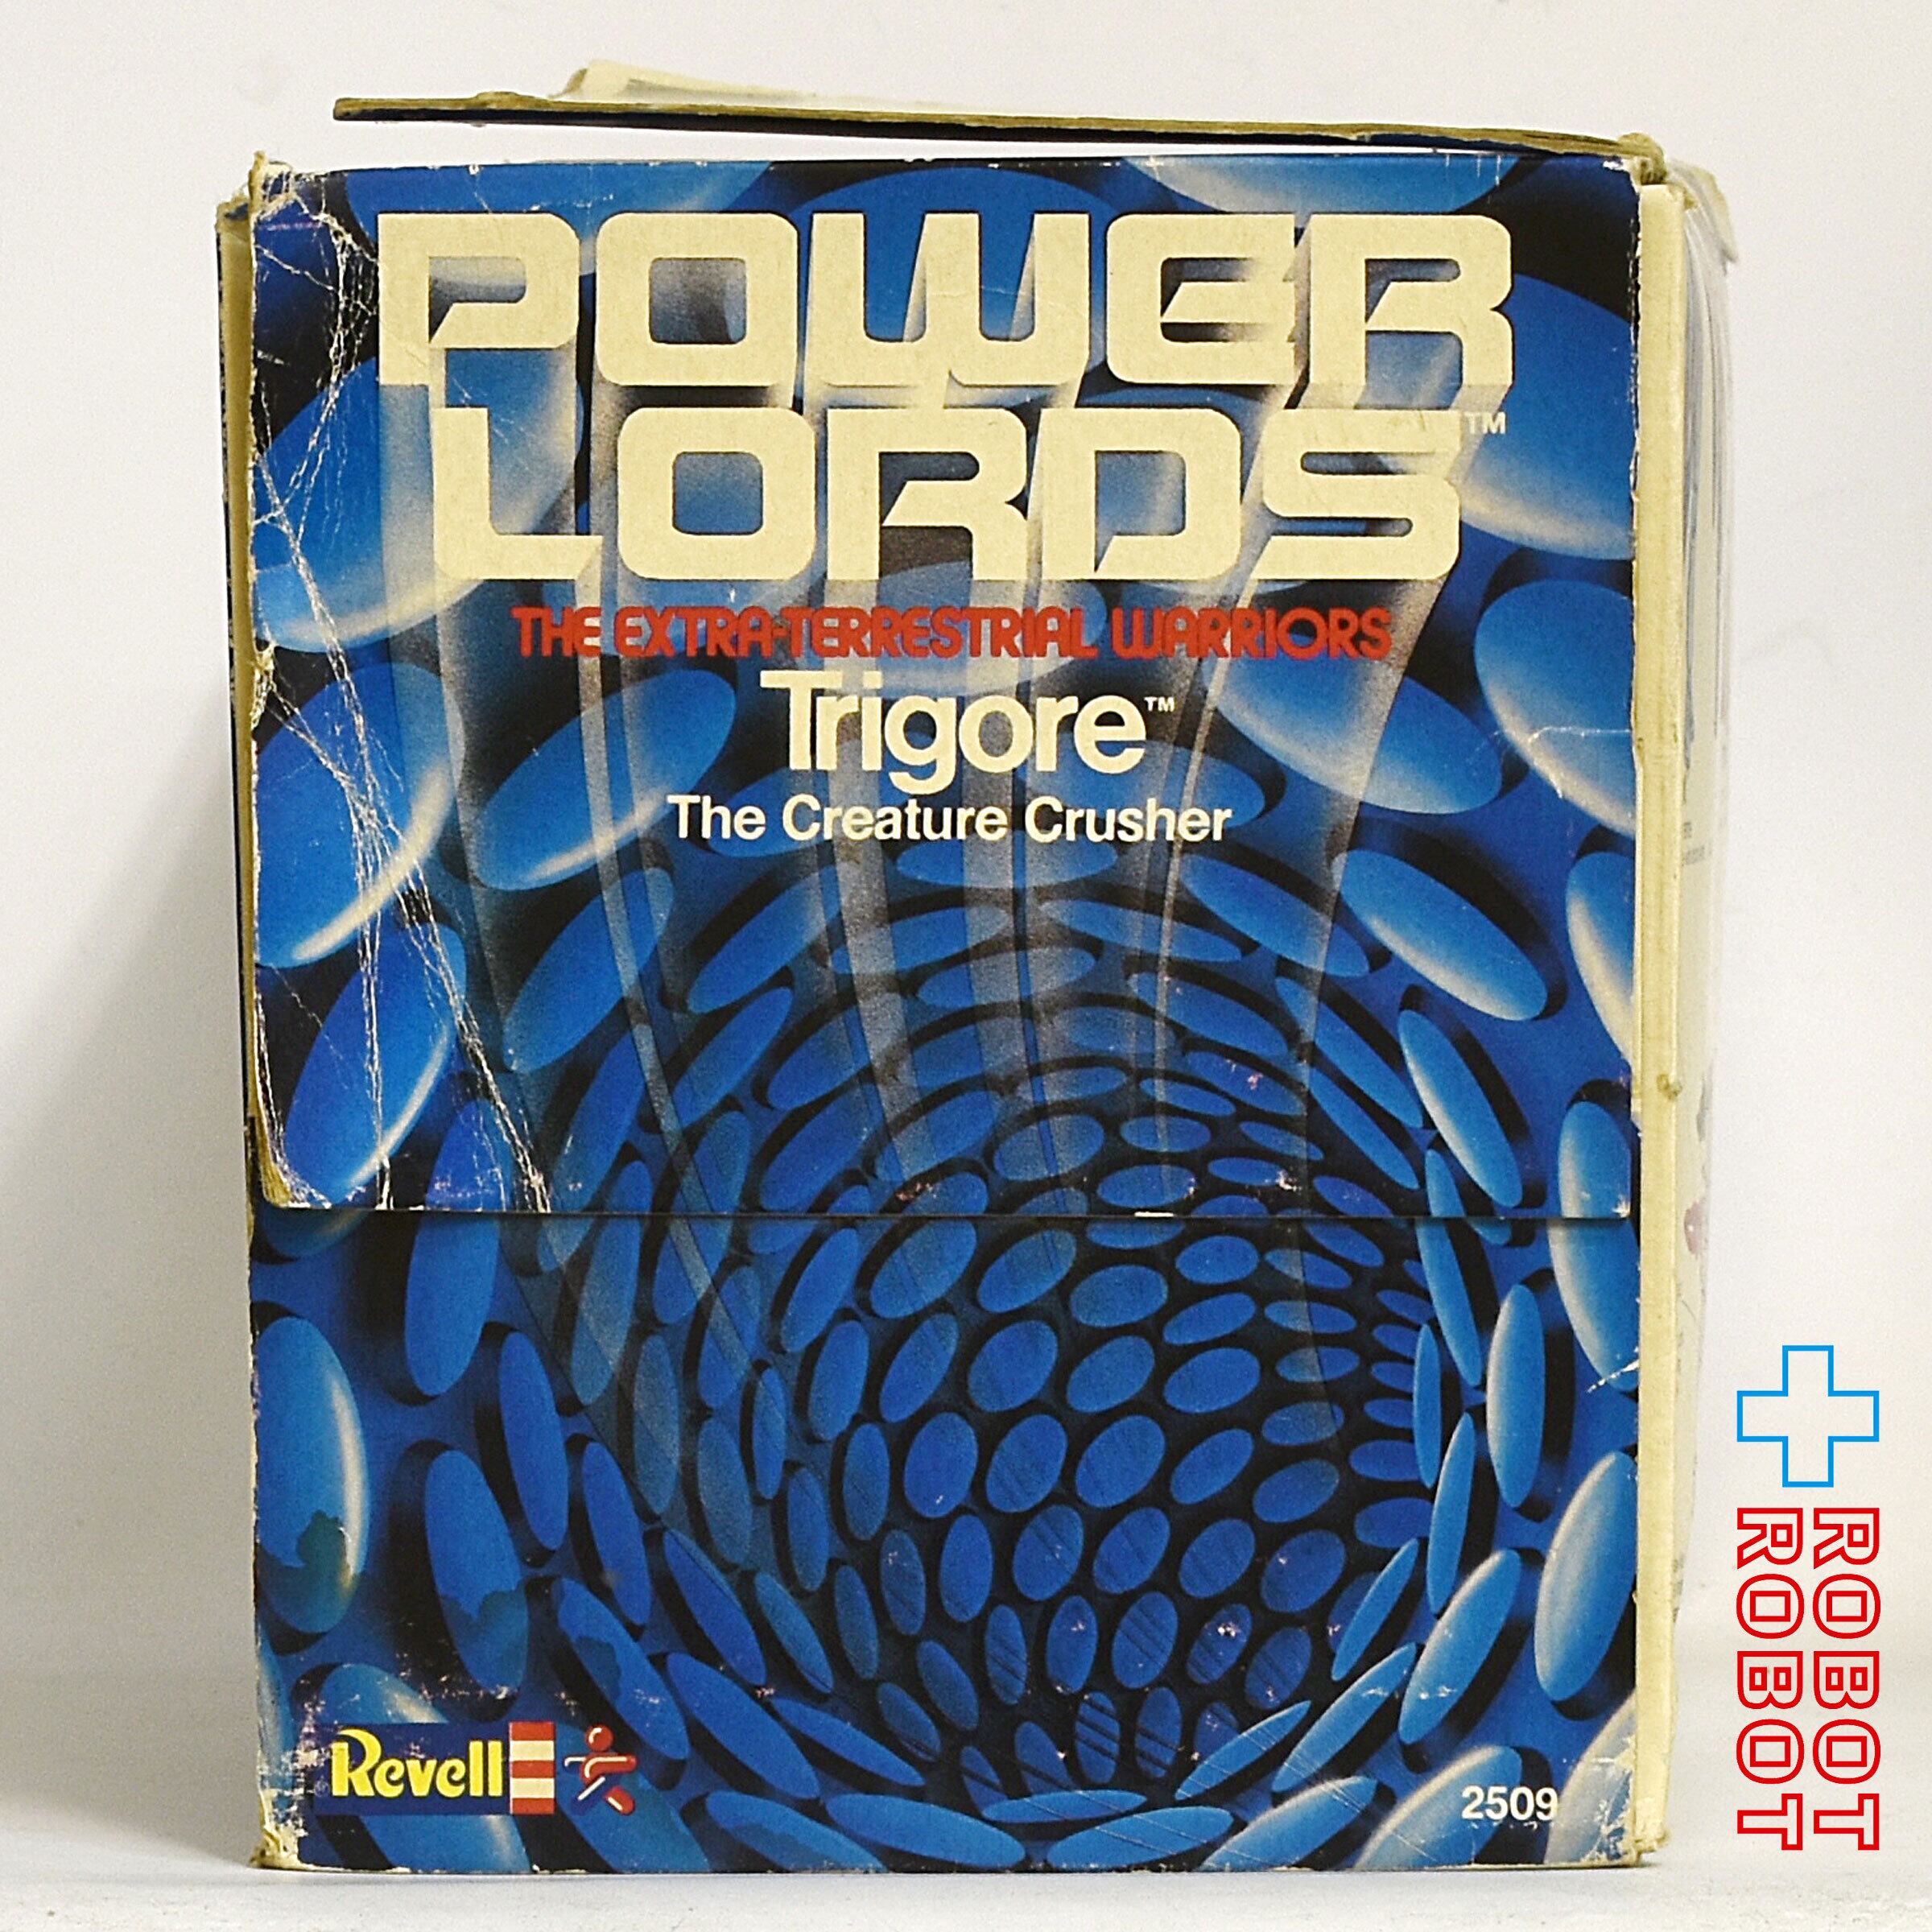 POWER
LORDS™
THE EXTRA-TERRESTRIAL WARRIORS
Trigore™
The Creature Crusher
Revell
2509
ROBOT
ROBOT